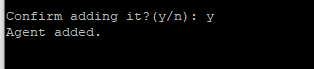 Confirm adding it?(y/n): y
Agent added.